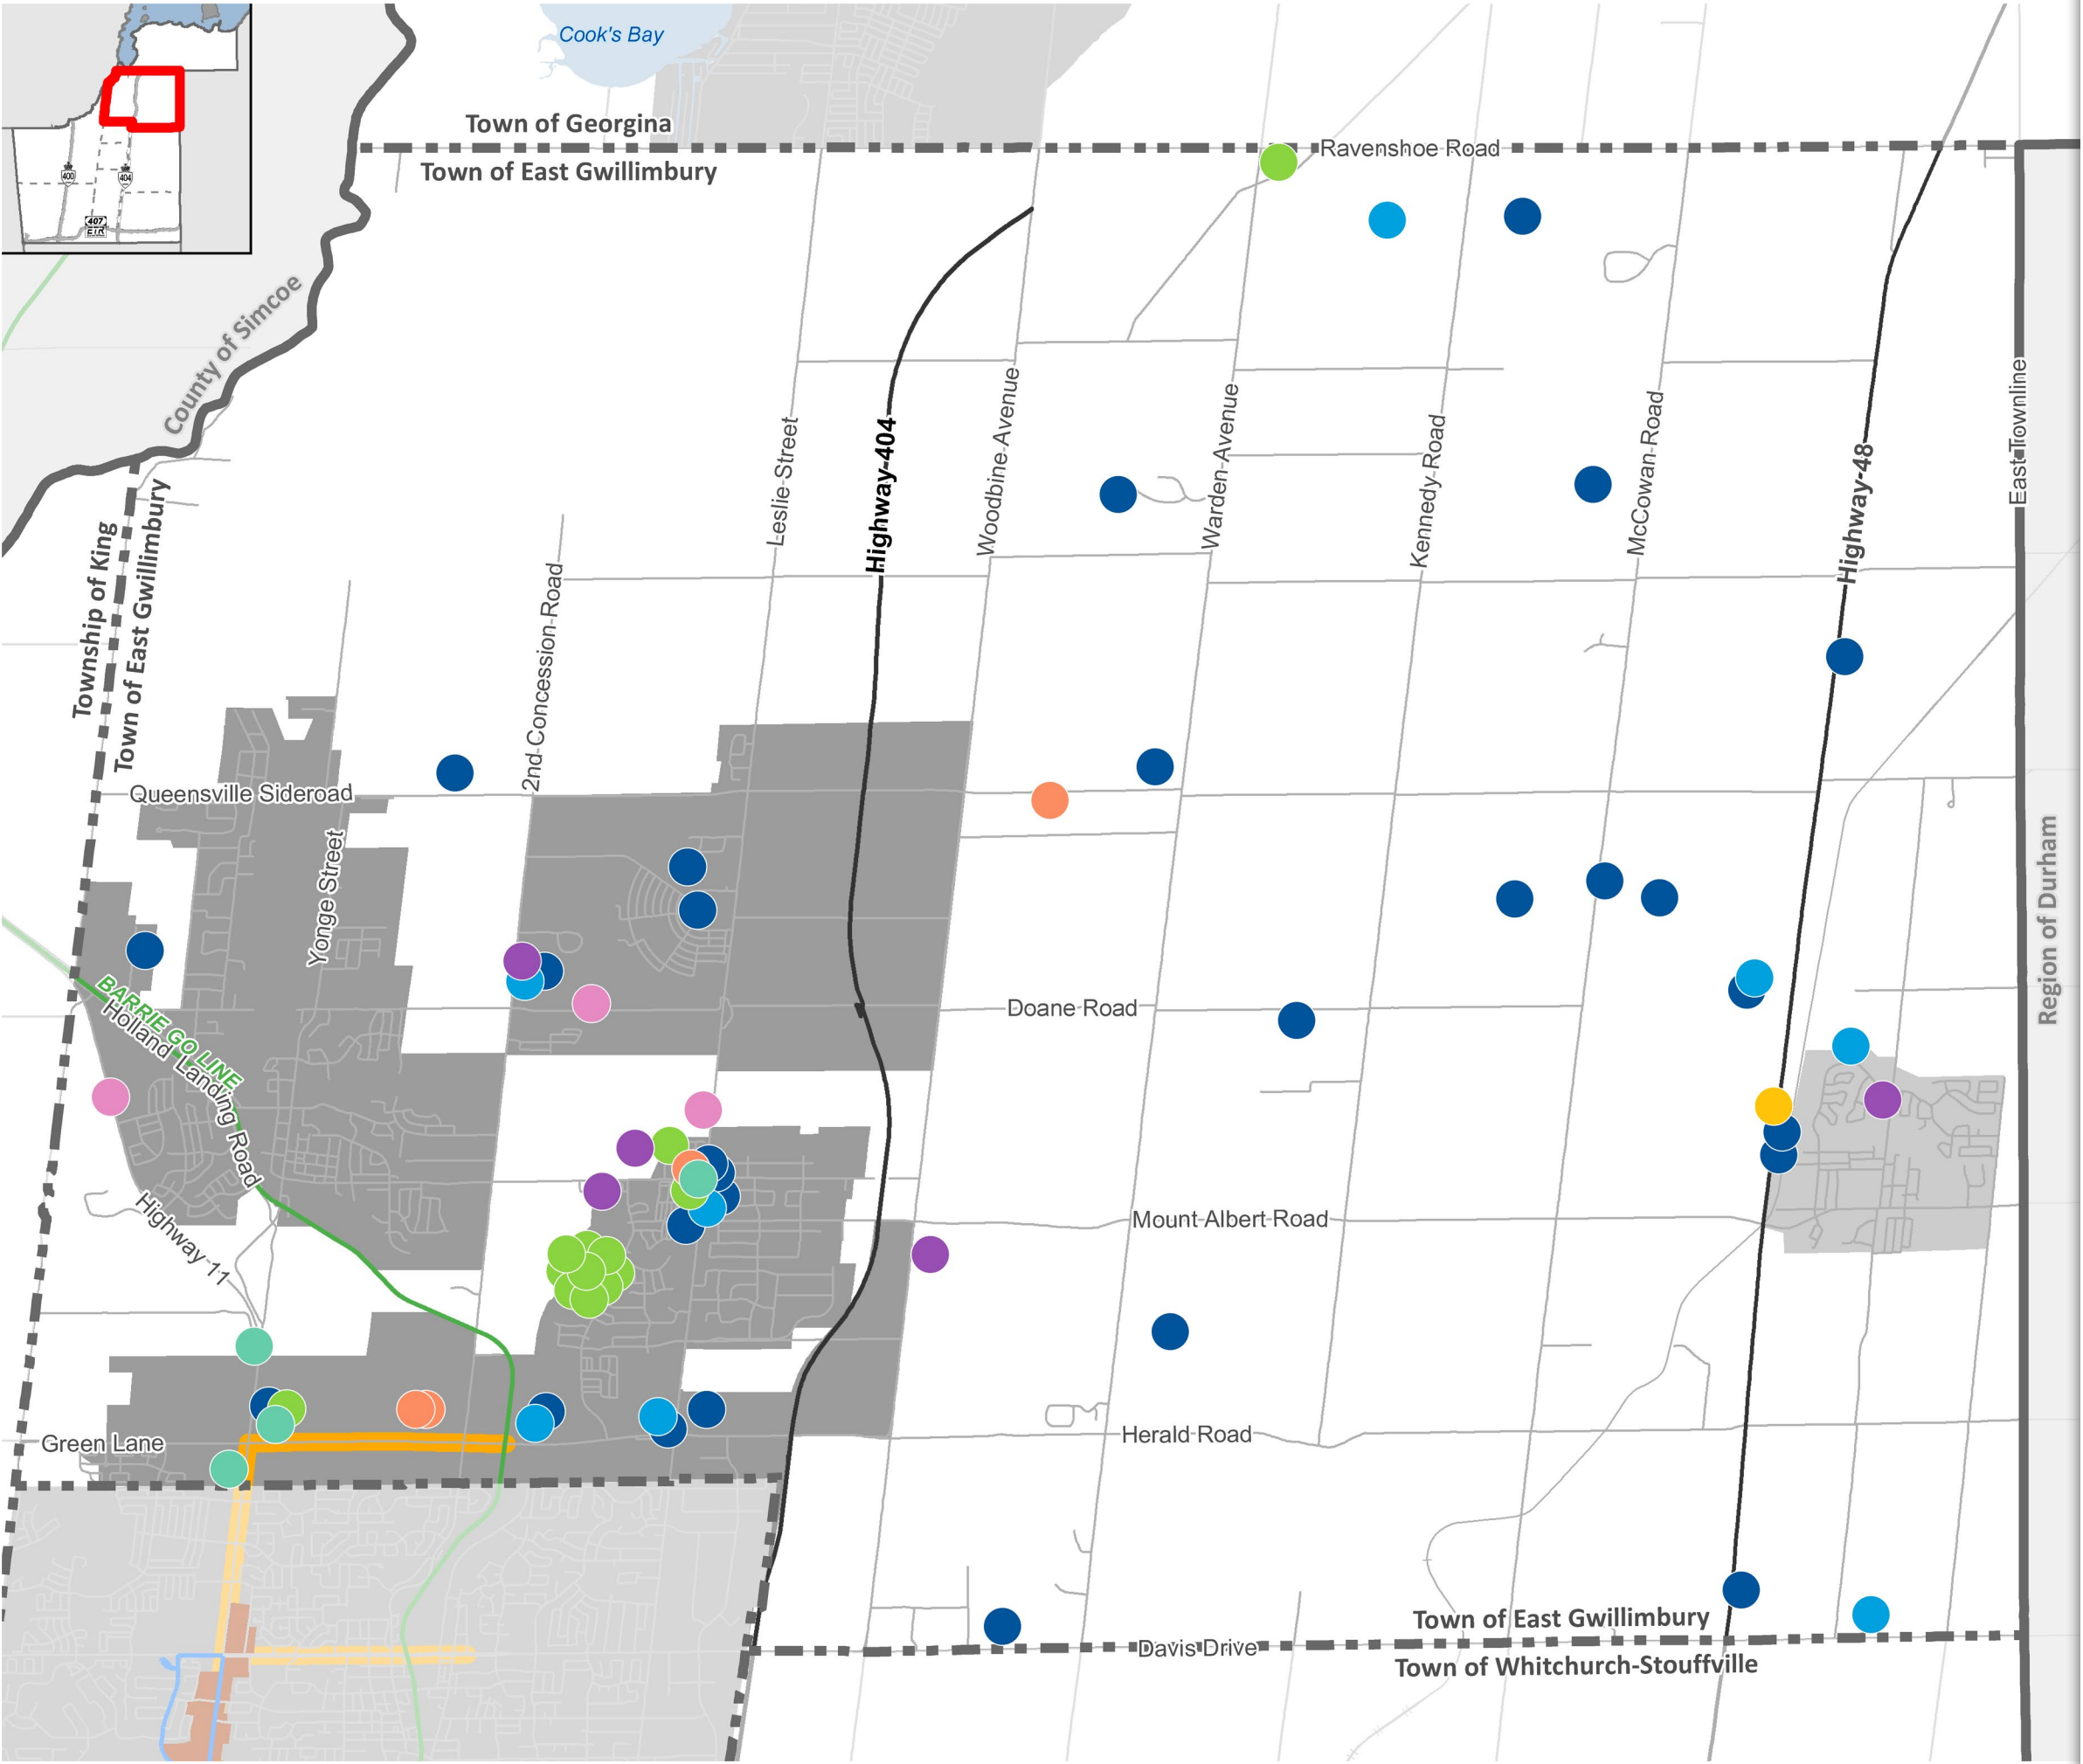 Cook's Bay
400
404
407
ETR
Town of Georgina
Ravenshoe Road
Town of East Gwillimbury
County of Simcoe
Township of King
Town of East Gwillimbury
Leslie Street
Highway 404
Woodbine Avenue
Warden Avenue
Kennedy Road
McCowan Road
Highway 48
East Townline
2nd Concession Road
Queensville Sideroad
Yonge Street
Region of Durham
BARRIE GO LINE
Holland Landing Road
Doane Road
Highway 11
Mount Albert Road
Green Lane
Herald Road
Town of East Gwillimbury
Davis Drive
Town of Whitchurch-Stouffville